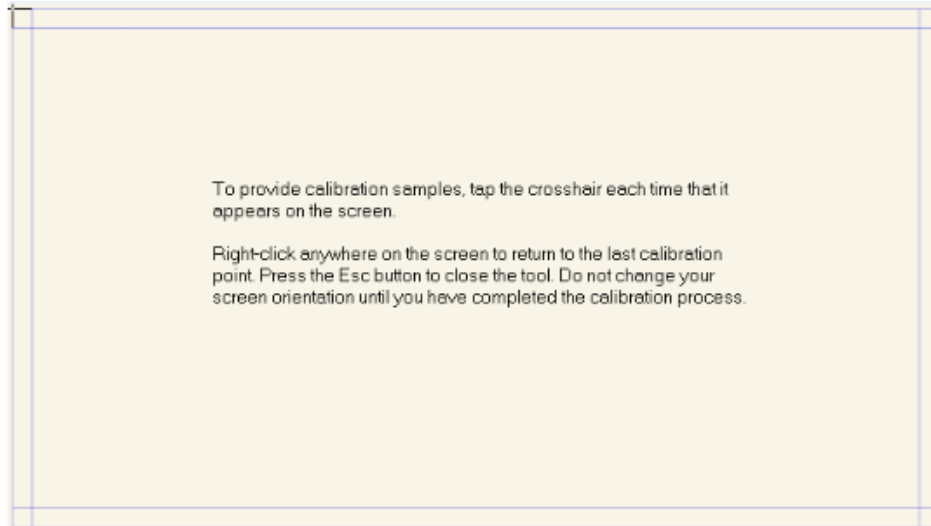 To provide calibration samples, tap the crosshair each time that it
appears on the screen.
Right-click anywhere on the screen to return to the last calibration
point. Press the Esc button to close the tool. Do not change your
screen orientation until you have completed the calibration process.